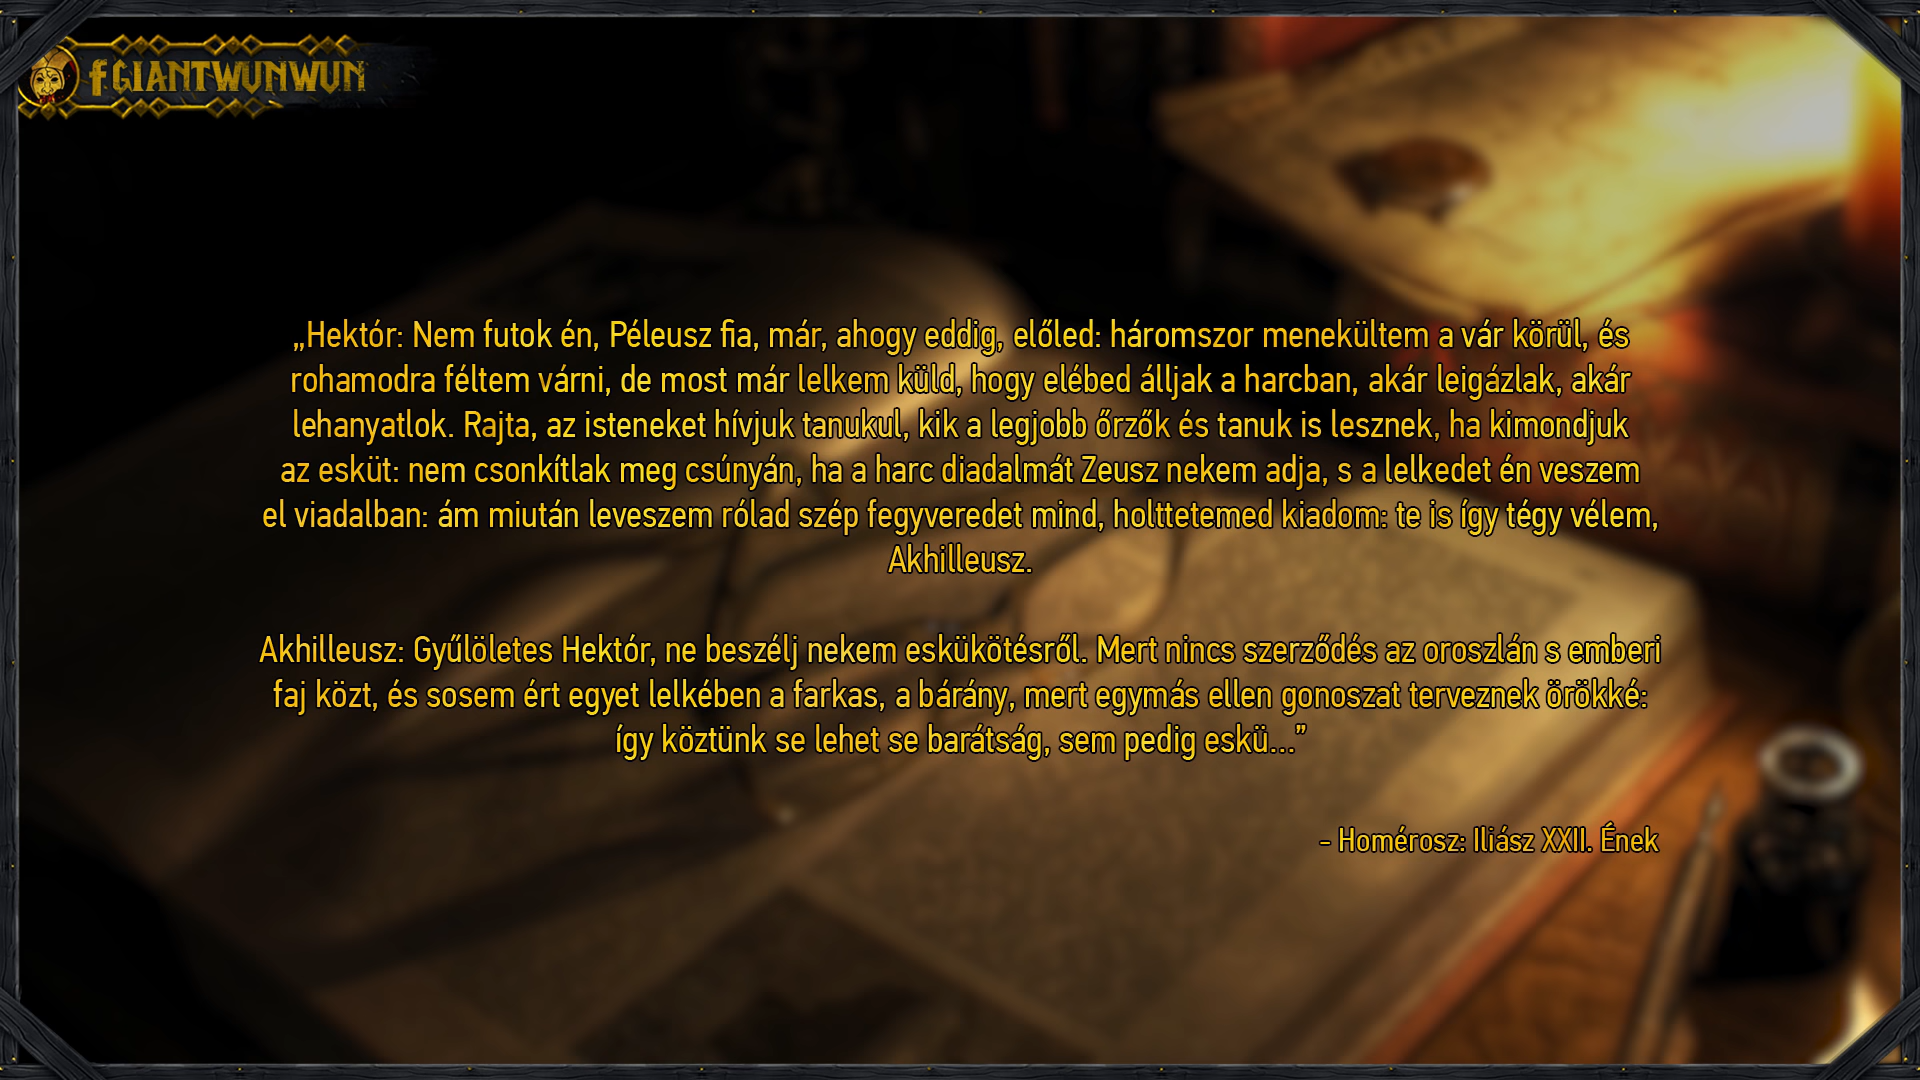 fGIANTWUNWUN
„Hektór: Nem futok én, Péleusz fia, már, ahogy eddig, előled: háromszor menekültem a vár körül, és
rohamodra féltem várni, de most már lelkem küld, hogy elébed álljak a harcban, akár leigázlak, akár
lehanyatlok. Rajta, az isteneket hívjuk tanukul, kik a legjobb őrzők és tanuk is lesznek, ha kimondjuk
az esküt: nem csonkítlak meg csúnyán, ha a harc diadalmát Zeusz nekem adja, s a lelkedet én veszem
el viadalban: ám miután leveszem rólad szép fegyveredet mind, holttetemed kiadom: te is így tégy vélem,
Akhilleusz.
Akhilleusz: Gyűlöletes Hektór, ne beszélj nekem eskükötésről. Mert nincs szerződés az oroszlán s emberi
faj közt, és sosem ért egyet lelkében a farkas, a bárány, mert egymás ellen gonoszat terveznek örökké:
így köztünk se lehet se barátság, sem pedig eskü...”
- Homérosz: Iliász XXII. Ének